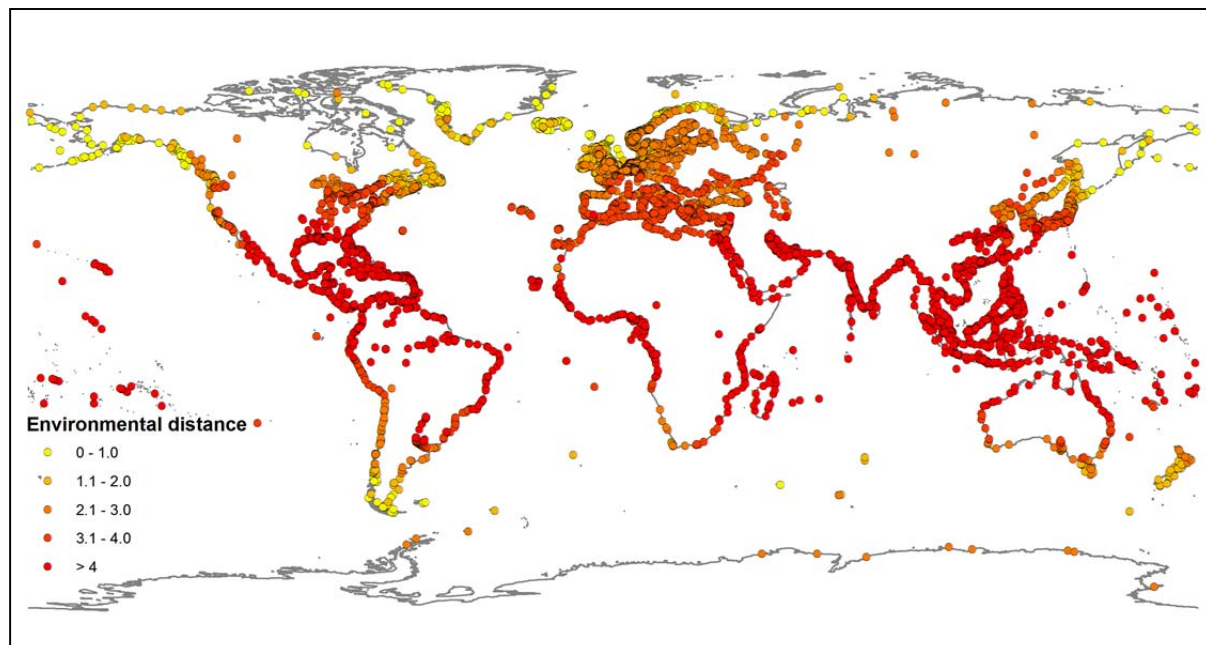 Environmental distance
0 - 1.0
1.1 - 2.0
2.1 - 3.0
3.1 - 4.0
> 4